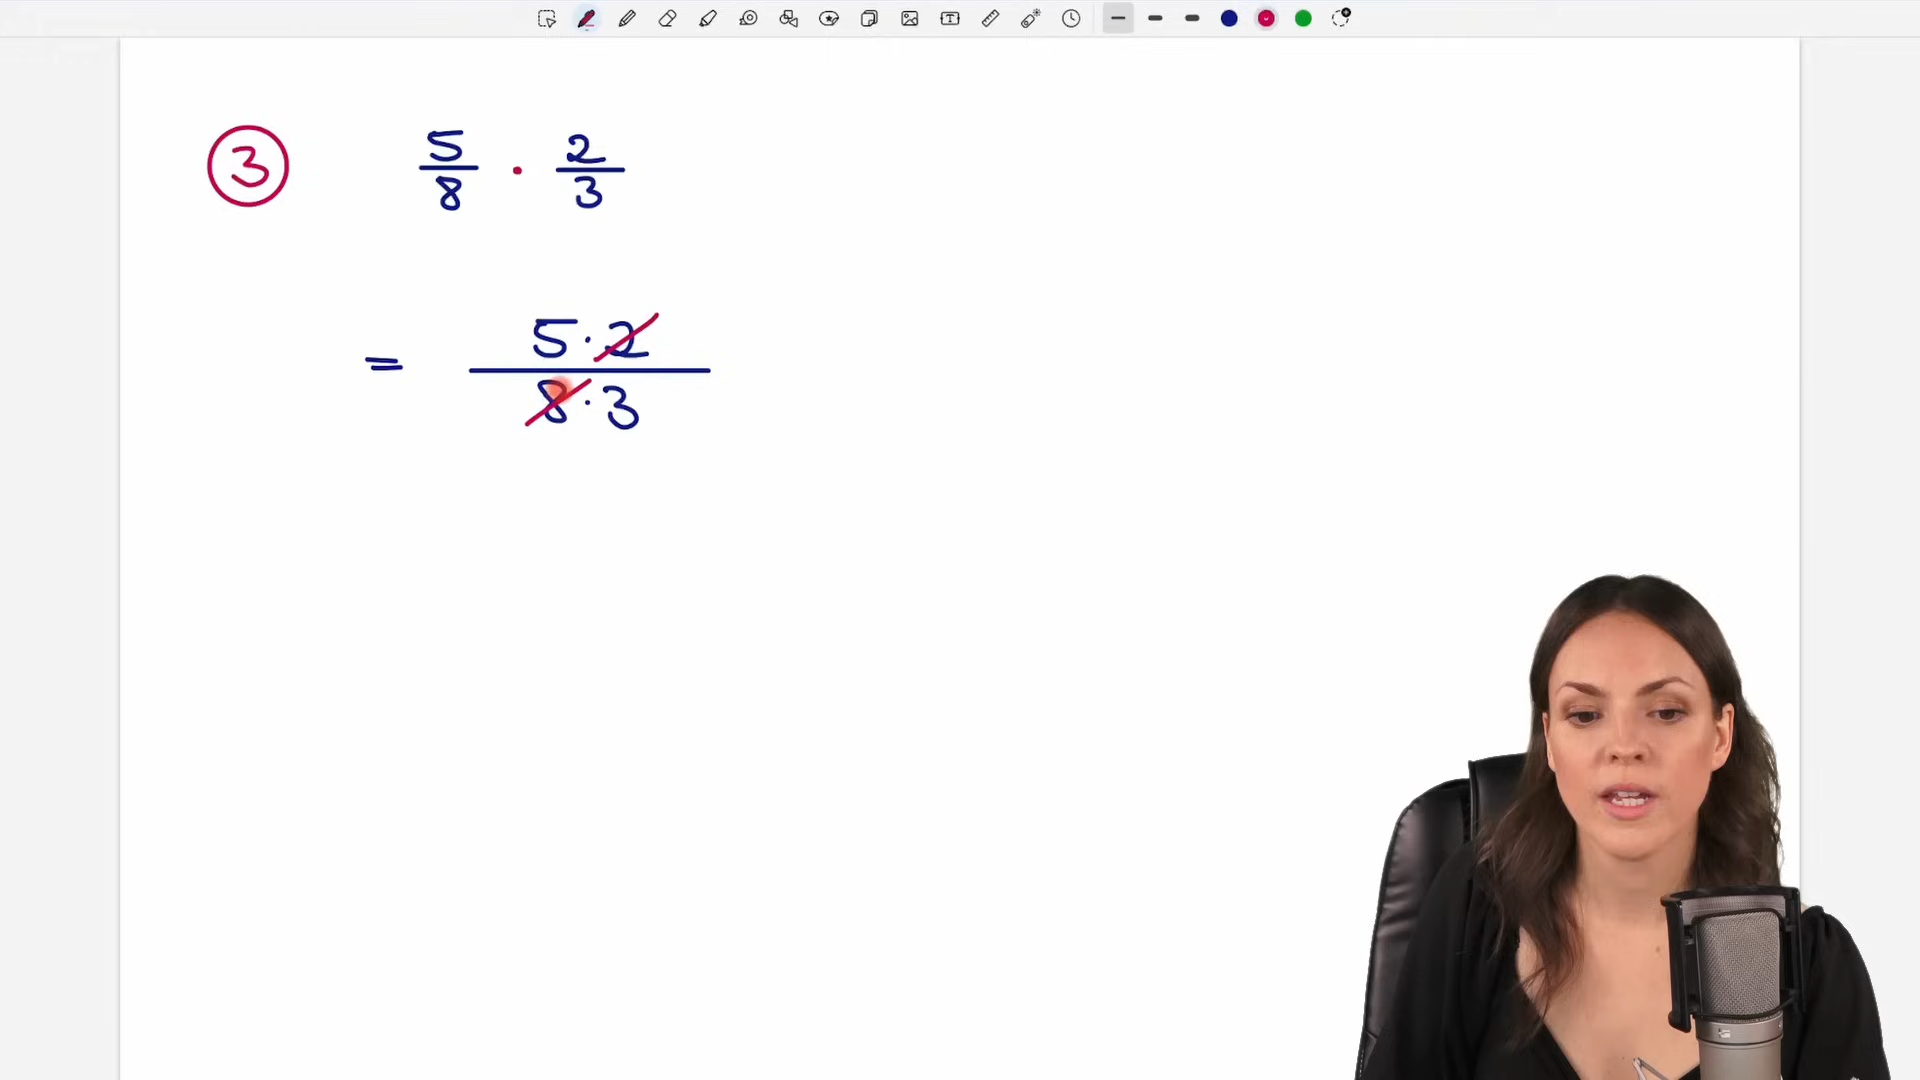 ③ 5/8 · 2/3
= 5·2/8·3